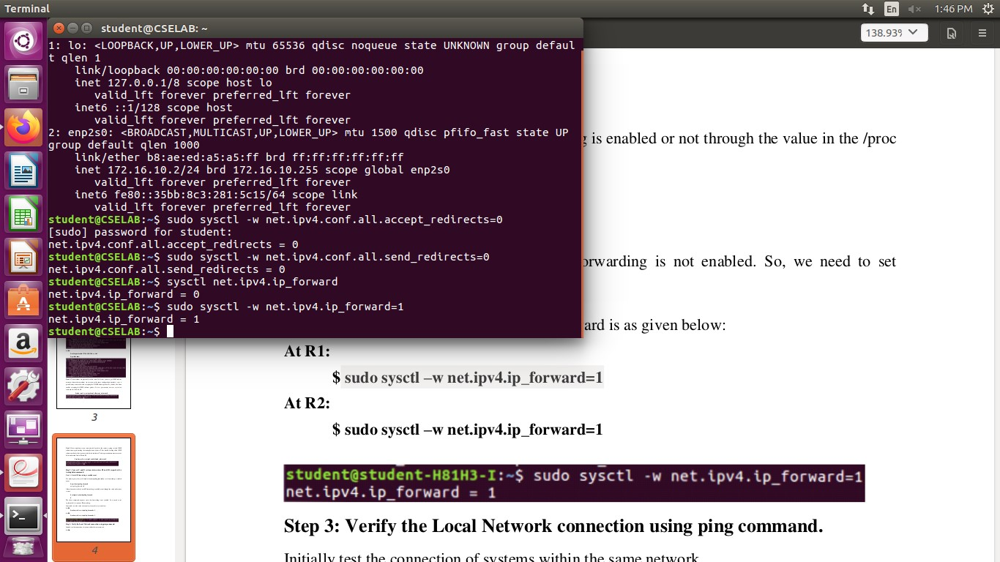 Terminal
En
1:46 PM
student@CSELAB: ~
138.93%
1: lo: <LOOPBACK,UP,LOWER_UP> mtu 65536 qdisc noqueue state UNKNOWN group defaul
t qlen 1
    link/loopback 00:00:00:00:00:00 brd 00:00:00:00:00:00
    inet 127.0.0.1/8 scope host lo
       valid_lft forever preferred_lft forever
    inet6 ::1/128 scope host
       valid_lft forever preferred_lft forever
2: enp2s0: <BROADCAST,MULTICAST,UP,LOWER_UP> mtu 1500 qdisc pfifo_fast state UP
group default qlen 1000
    link/ether b8:ae:ed:a5:a5:ff brd ff:ff:ff:ff:ff:ff
    inet 172.16.10.2/24 brd 172.16.10.255 scope global enp2s0
       valid_lft forever preferred_lft forever
    inet6 fe80::35bb:8c3:281:5c15/64 scope link
       valid_lft forever preferred_lft forever
student@CSELAB:~$ sudo sysctl -w net.ipv4.conf.all.accept_redirects=0
[sudo] password for student:
net.ipv4.conf.all.accept_redirects = 0
student@CSELAB:~$ sudo sysctl -w net.ipv4.conf.all.send_redirects=0
net.ipv4.conf.all.send_redirects = 0
student@CSELAB:~$ sysctl net.ipv4.ip_forward
net.ipv4.ip_forward = 0
student@CSELAB:~$ sudo sysctl -w net.ipv4.ip_forward=1
net.ipv4.ip_forward = 1
student@CSELAB:~$
is enabled or not through the value in the /proc
orwarding is not enabled. So, we need to set
ard is as given below:
At R1:
$ sudo sysctl –w net.ipv4.ip_forward=1
At R2:
$ sudo sysctl –w net.ipv4.ip_forward=1
student@student-H81H3-I:~$ sudo sysctl -w net.ipv4.ip_forward=1
net.ipv4.ip_forward = 1
Step 3: Verify the Local Network connection using ping command.
Initially test the connection of systems within the same network
3
4